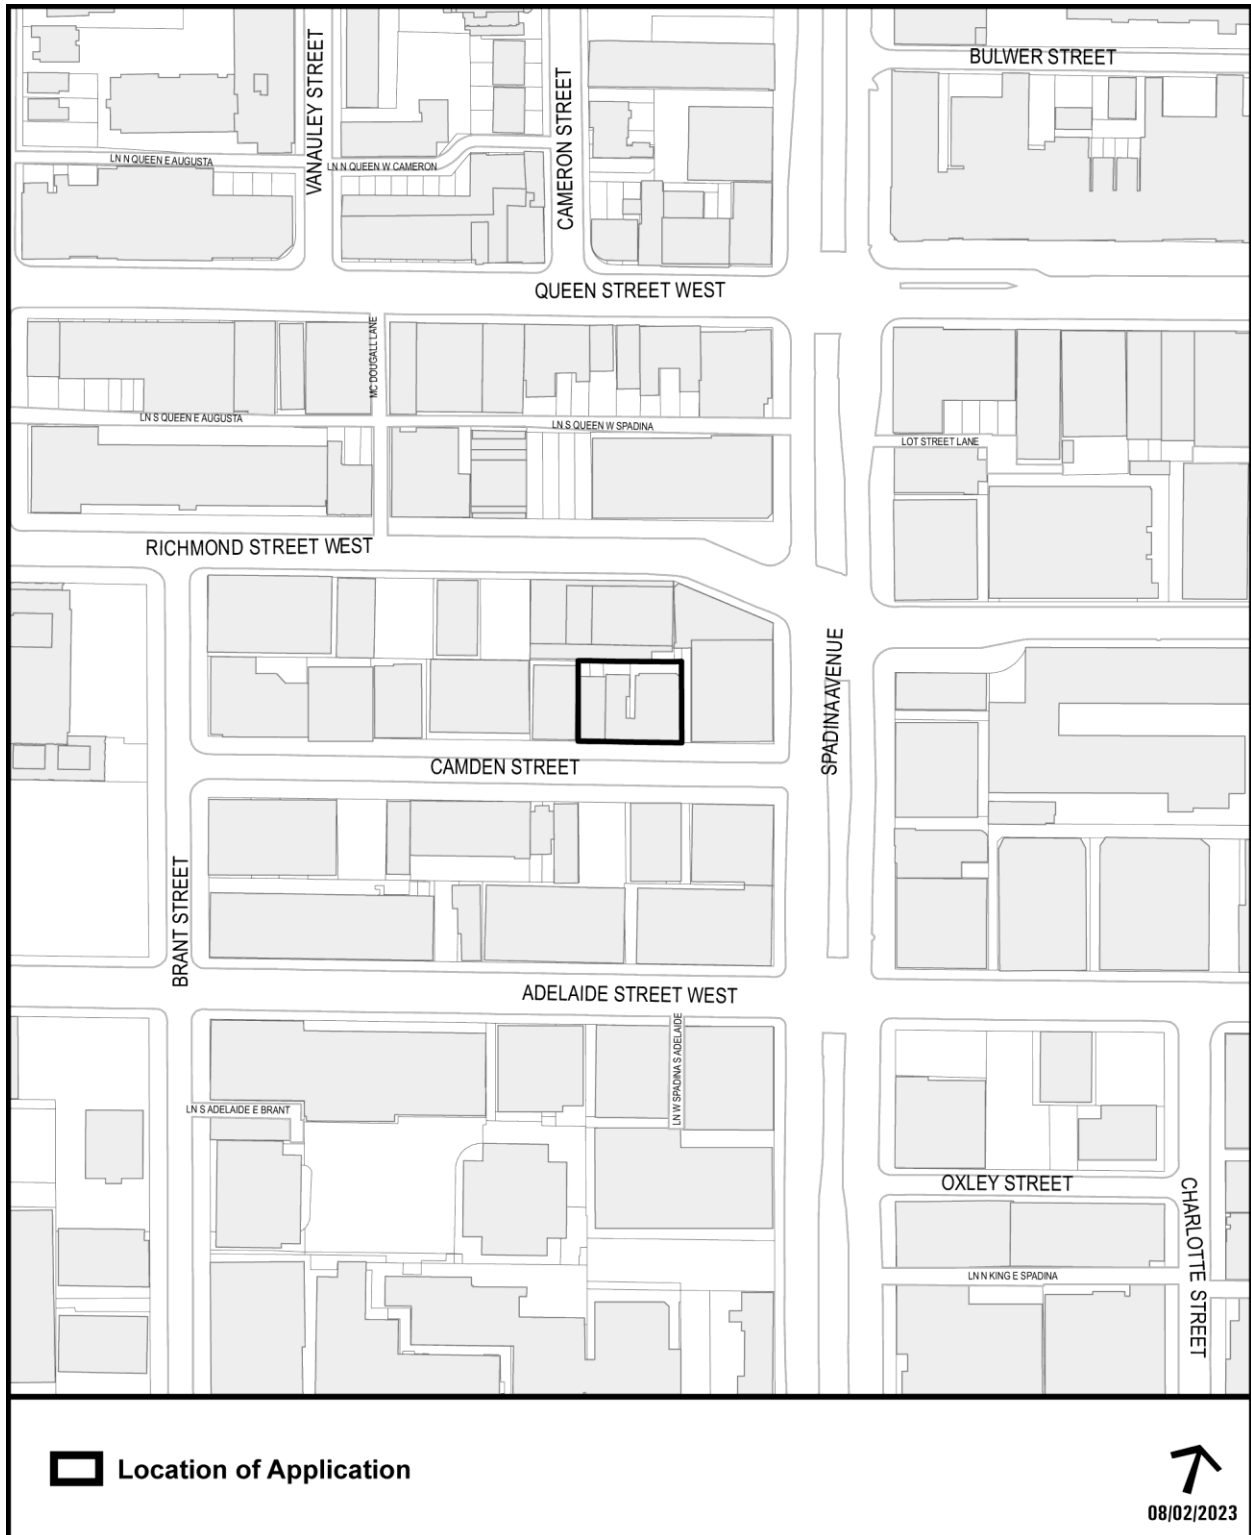 BULWER STREET
VANAULEY STREET
CAMERON STREET
LN N QUEEN E AUGUSTA
LN N QUEEN W CAMERON
QUEEN STREET WEST
MC DOUGALL LANE
LN S QUEEN E AUGUSTA
LN S QUEEN W SPADINA
LOT STREET LANE
RICHMOND STREET WEST
SPADINA AVENUE
CAMDEN STREET
BRANT STREET
ADELAIDE STREET WEST
LN W SPADINA S ADELAIDE
LN S ADELAIDE E BRANT
OXLEY STREET
CHARLOTTE STREET
LN N KING E SPADINA
Location of Application
08/02/2023